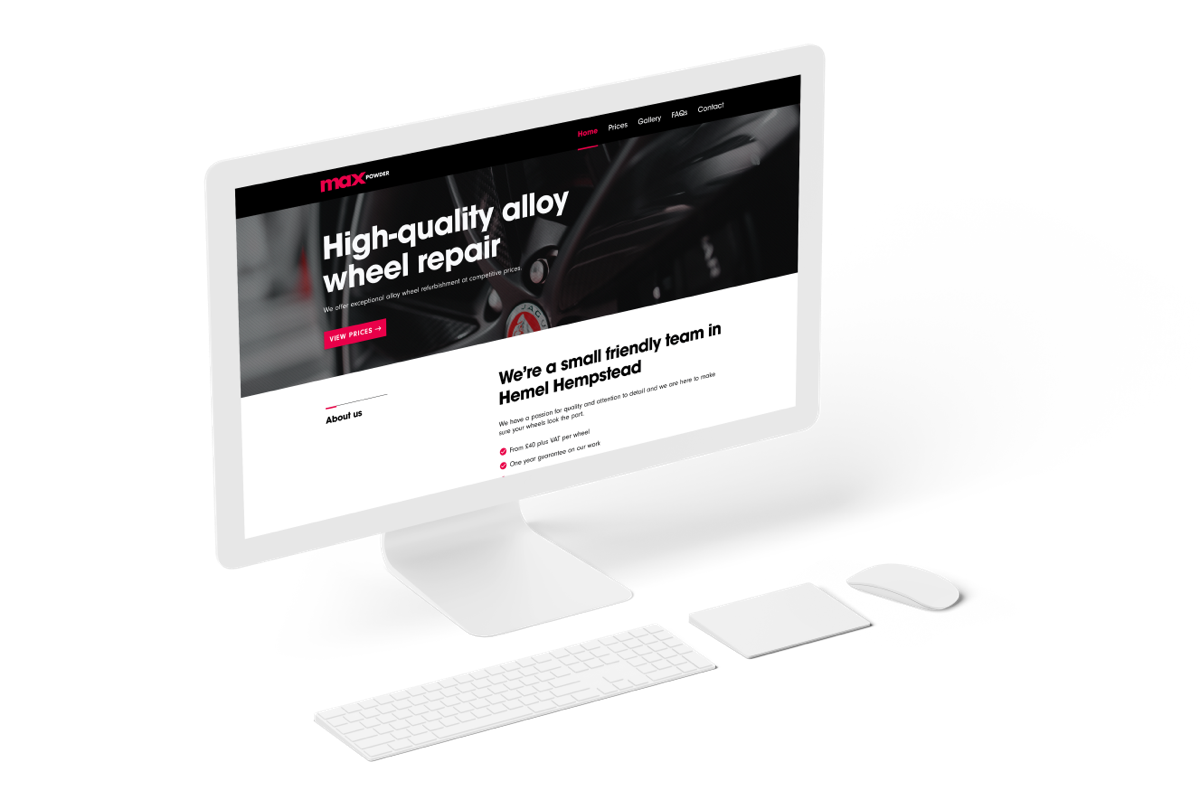 max POWDER
Home Prices Gallery FAQs Contact
High-quality alloy
wheel repair
We offer exceptional alloy wheel refurbishment at competitive prices.
VIEW PRICES →
About us
We're a small friendly team in
Hemel Hempstead
We have a passion for quality and attention to detail and we are here to make
sure your wheels look the part.
From £40 plus VAT per wheel
One year guarantee on our work